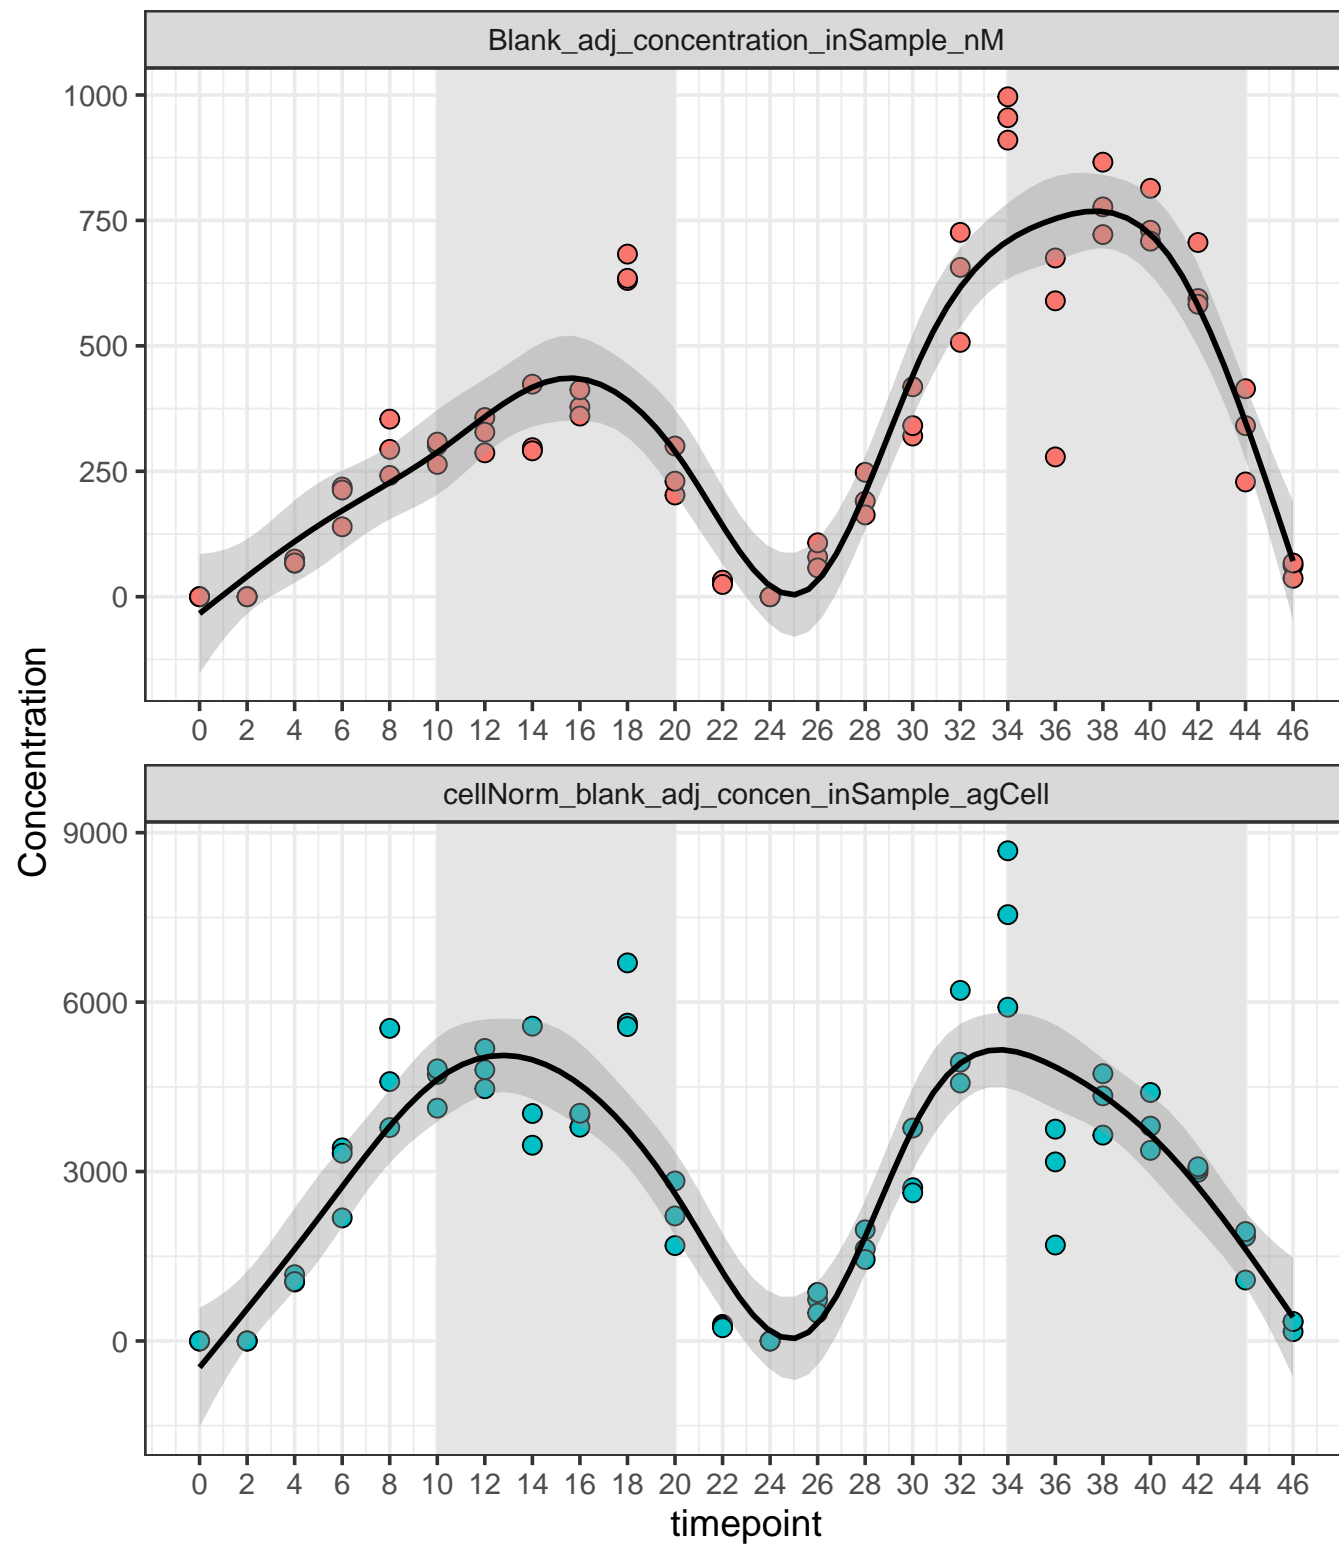 Blank_adj_concentration_inSample_nM
1000
750
500
250
0
0 2 4 6 8 10 12 14 16 18 20 22 24 26 28 30 32 34 36 38 40 42 44 46
Concentration
cellNorm_blank_adj_concen_inSample_agCell
9000
6000
3000
0
0 2 4 6 8 10 12 14 16 18 20 22 24 26 28 30 32 34 36 38 40 42 44 46
timepoint